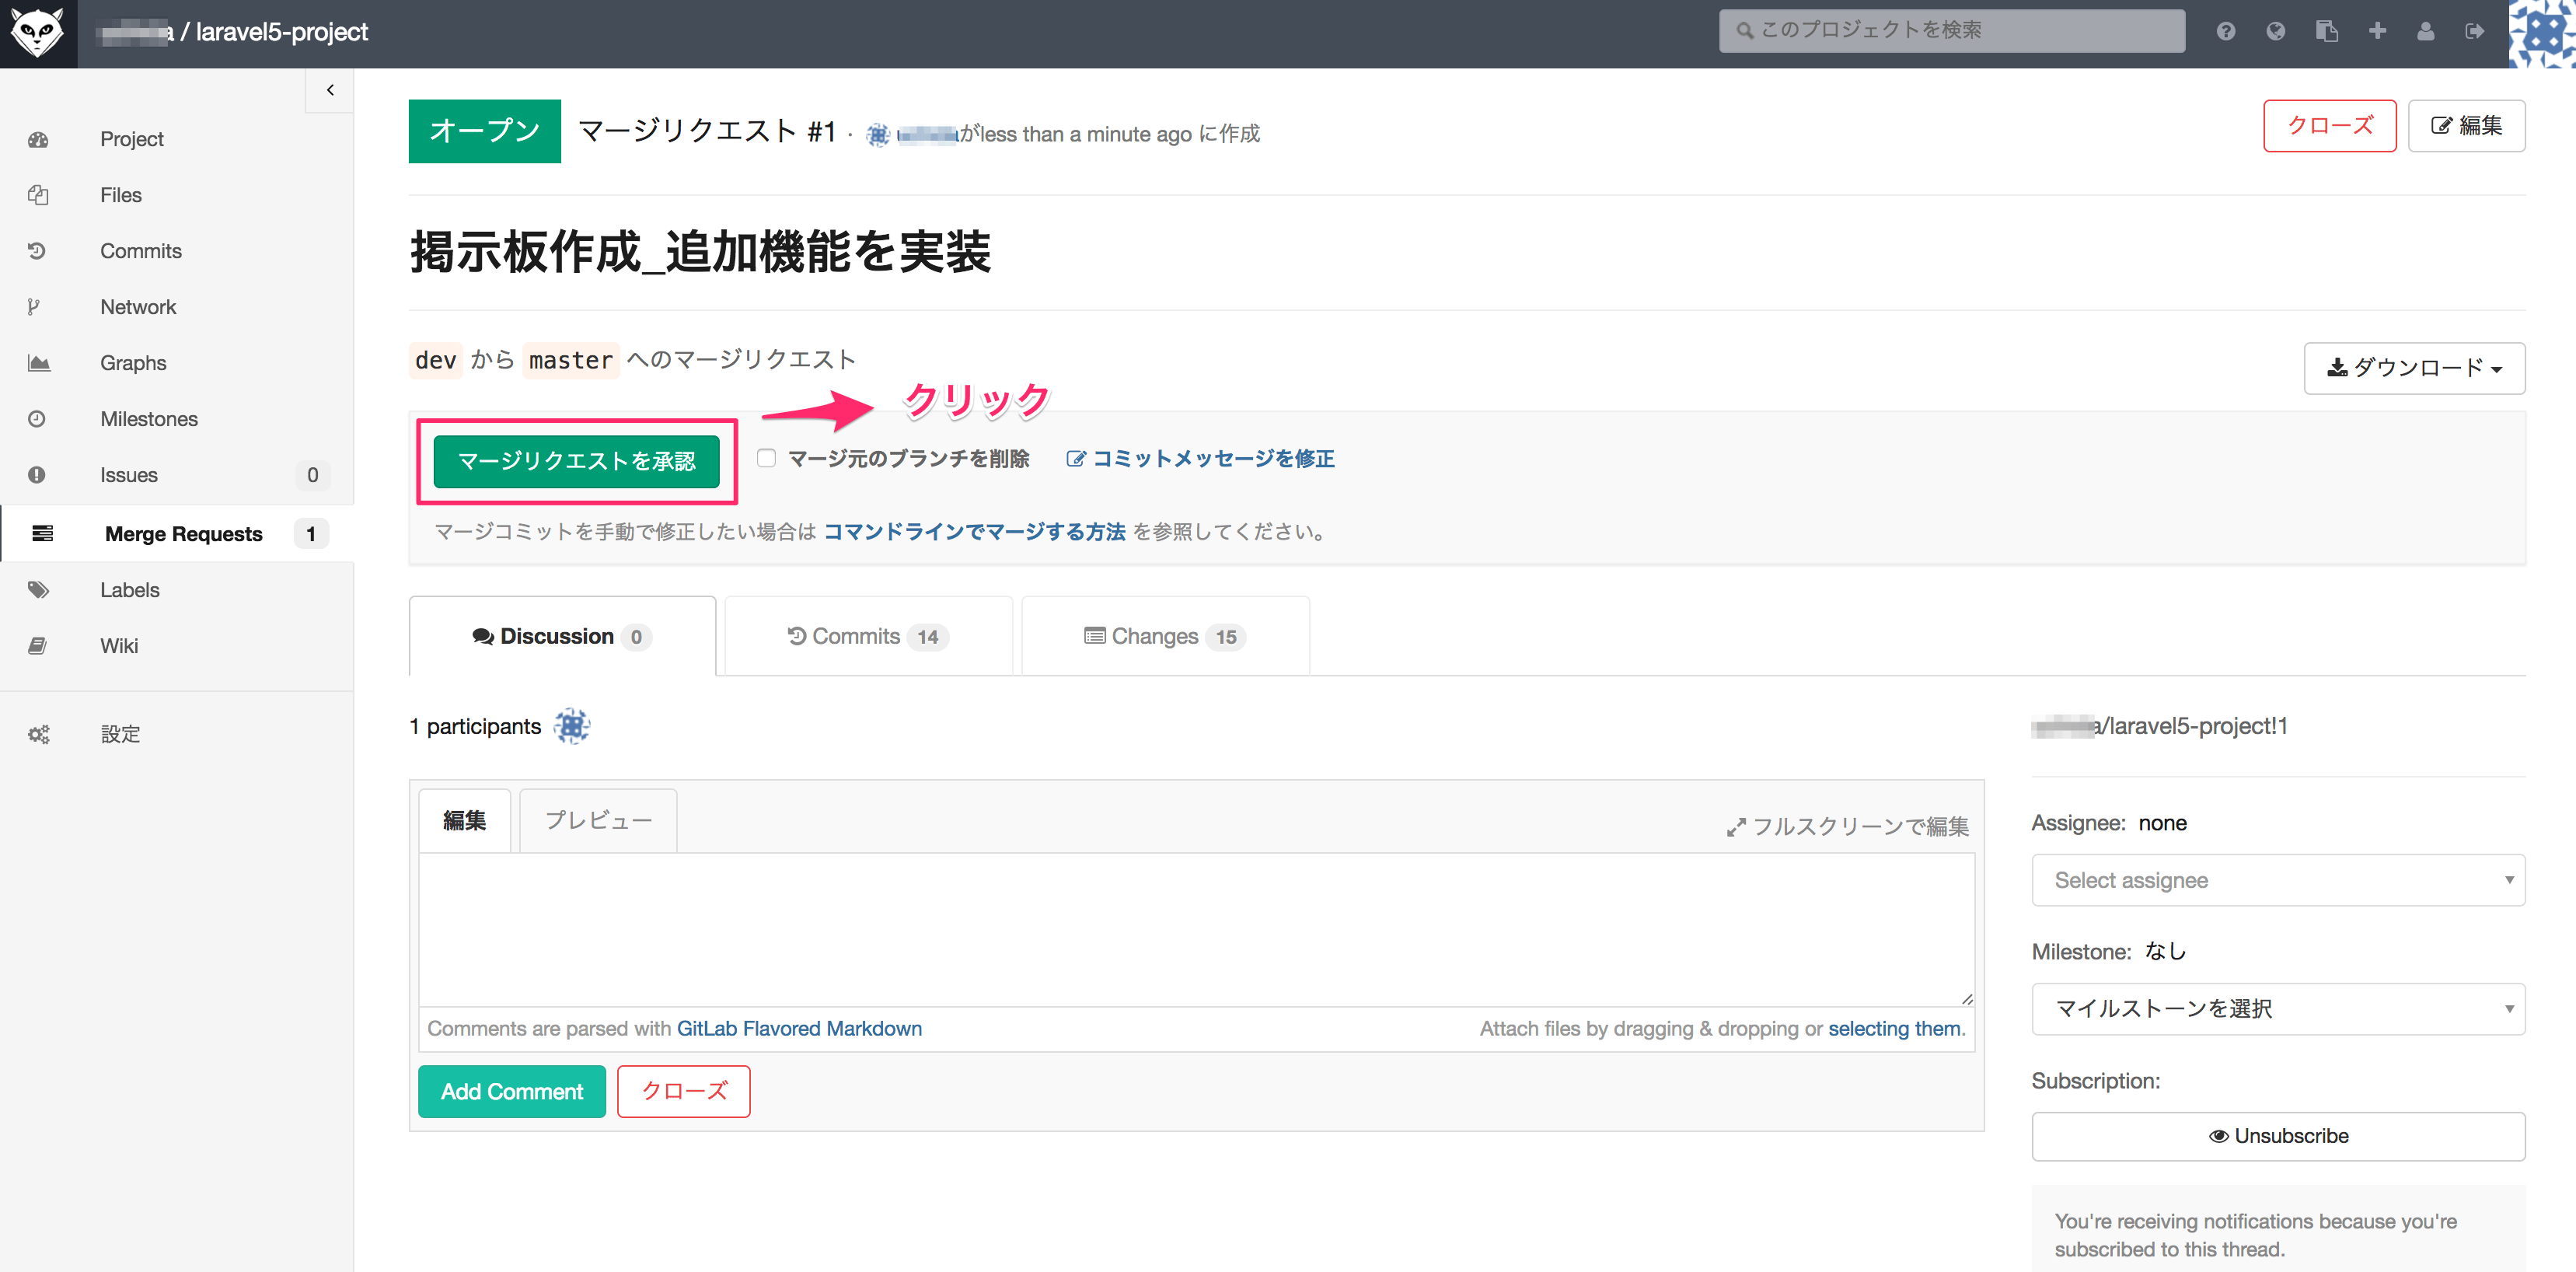 / laravel5-project
このプロジェクトを検索
Project
Files
Commits
Network
Graphs
Milestones
Issues 0
Merge Requests 1
Labels
Wiki
設定
オープン マージリクエスト #1 · がless than a minute ago に作成
クローズ 編集
掲示板作成_追加機能を実装
dev から master へのマージリクエスト
ダウンロード
クリック
マージリクエストを承認 マージ元のブランチを削除 コミットメッセージを修正
マージコミットを手動で修正したい場合は コマンドラインでマージする方法 を参照してください。
Discussion 0 Commits 14 Changes 15
1 participants
編集 プレビュー フルスクリーンで編集
Comments are parsed with GitLab Flavored Markdown
Attach files by dragging & dropping or selecting them.
Add Comment クローズ
a/laravel5-project!1
Assignee: none
Select assignee
Milestone: なし
マイルストーンを選択
Subscription:
Unsubscribe
You're receiving notifications because you're
subscribed to this thread.